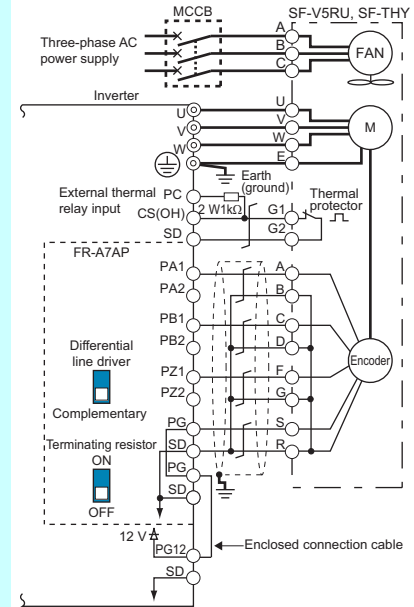 MCCB
SF-V5RU, SF-THY
Three-phase AC
power supply
A
B
C
FAN
Inverter
U
V
W
U
V
W
E
M
Earth
(ground)
External thermal
relay input
PC
CS(OH)
SD
2 W1kΩ
G1
G2
Thermal
protector
FR-A7AP
PA1
PA2
PB1
PB2
PZ1
PZ2
PG
SD
PG
SD
A
B
C
D
F
G
S
R
Encoder
Differential
line driver
Complementary
Terminating resistor
ON
OFF
12 V
PG12
SD
Enclosed connection cable